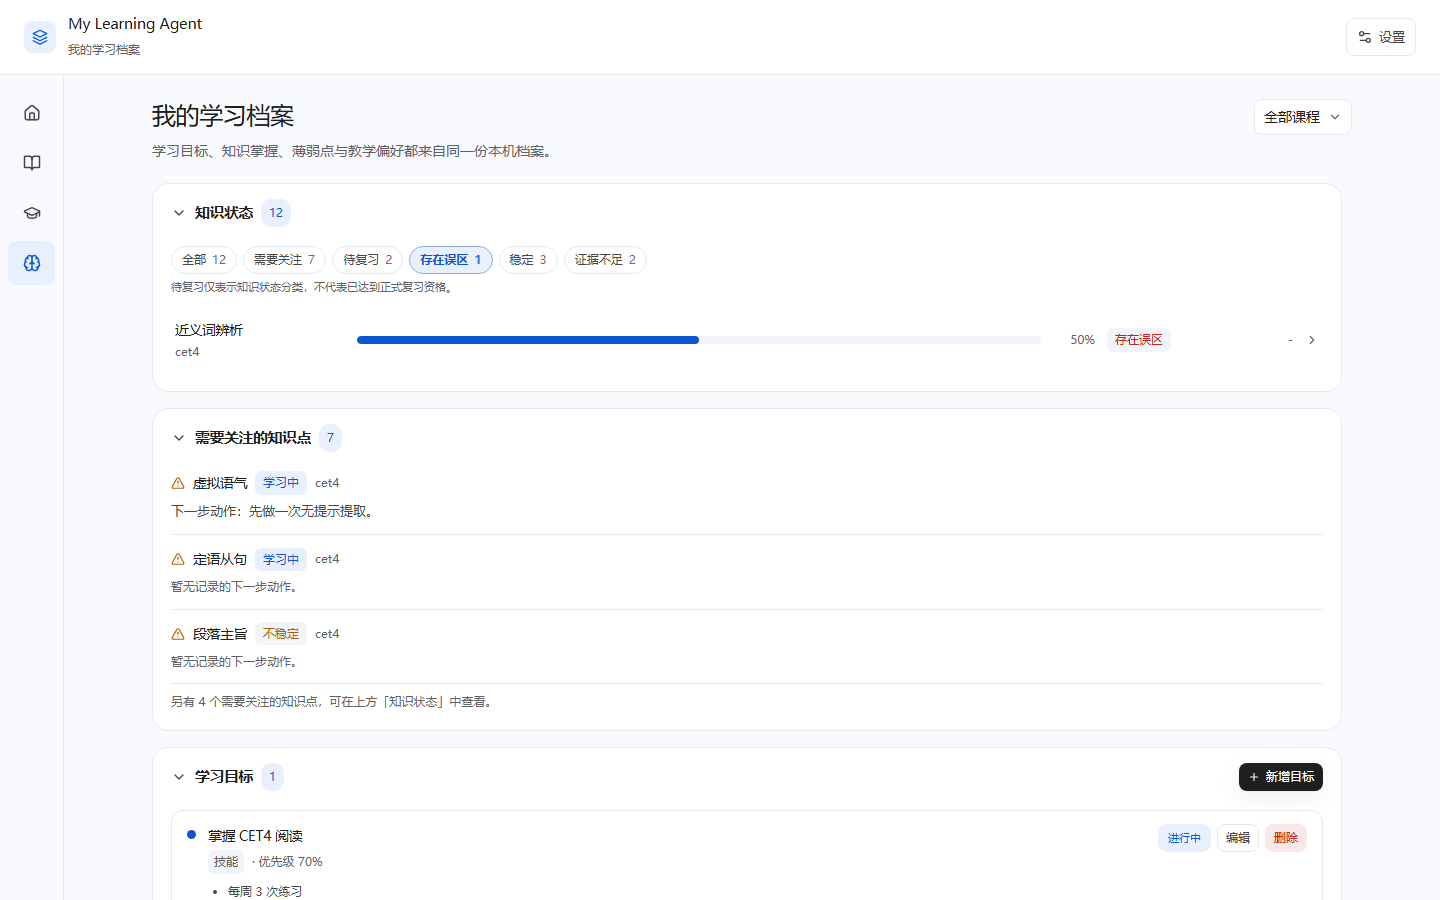 My Learning Agent
我的学习档案
设置
我的学习档案
全部课程
学习目标、知识掌握、薄弱点与教学偏好都来自同一份本机档案。
知识状态 12
全部 12 需要关注 7 待复习 2 存在误区 1 稳定 3 证据不足 2
待复习仅表示知识状态分类，不代表已达到正式复习资格。
近义词辨析
cet4
50% 存在误区 -
需要关注的知识点 7
虚拟语气 学习中 cet4
下一步动作：先做一次无提示提取。
定语从句 学习中 cet4
暂无记录的下一步动作。
段落主旨 不稳定 cet4
暂无记录的下一步动作。
另有 4 个需要关注的知识点，可在上方「知识状态」中查看。
学习目标 1
+ 新增目标
掌握 CET4 阅读
进行中 编辑 删除
技能 · 优先级 70%
• 每周 3 次练习